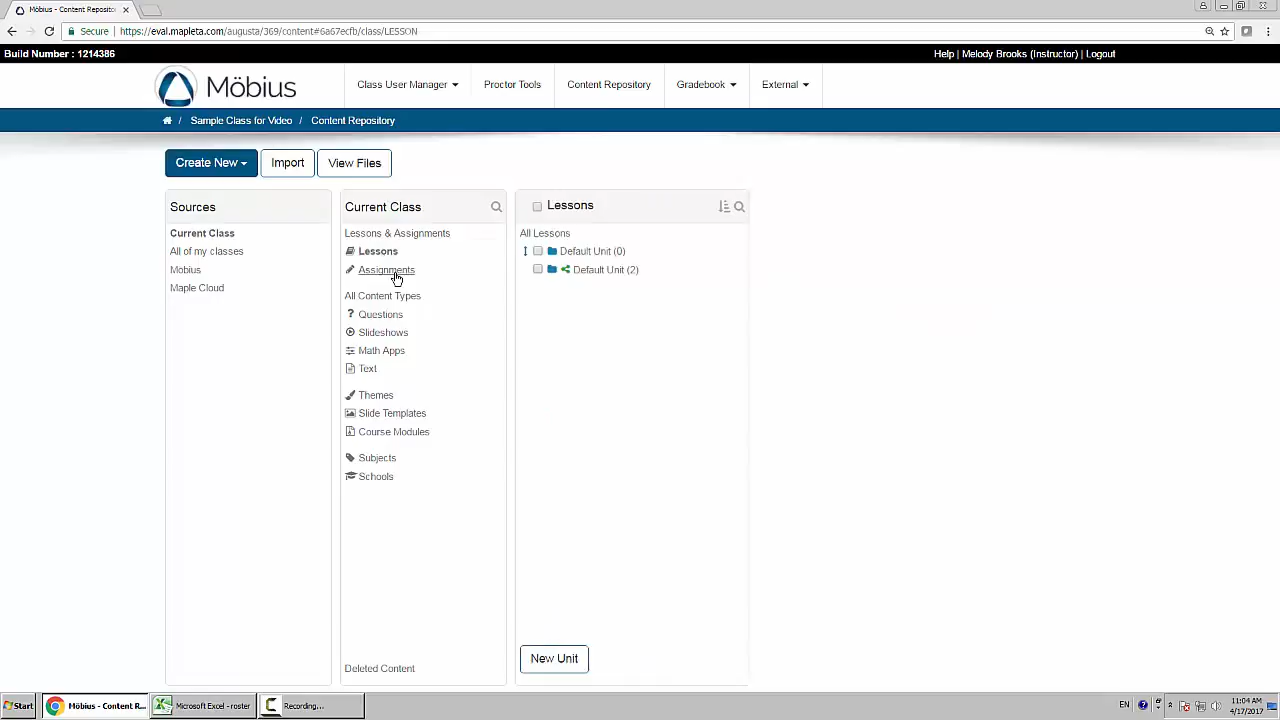 Möbius - Content Reposito
Secure | https://eval.mapleta.com/augusta/369/content#6a67ecfb/class/LESSON
Build Number : 1214386
Help | Melody Brooks (Instructor) | Logout
Möbius
Class User Manager
Proctor Tools
Content Repository
Gradebook
External
/ Sample Class for Video / Content Repository
Create New
Import
View Files
Sources
Current Class
All of my classes
Möbius
Maple Cloud
Current Class
Lessons & Assignments
Lessons
Assignments
All Content Types
? Questions
Slideshows
Math Apps
Text
Themes
Slide Templates
Course Modules
Subjects
Schools
Deleted Content
Lessons
All Lessons
Default Unit (0)
Default Unit (2)
New Unit
Start
Möbius - Content R...
Microsoft Excel - roster
Recording...
EN
11:04 AM
4/17/2017